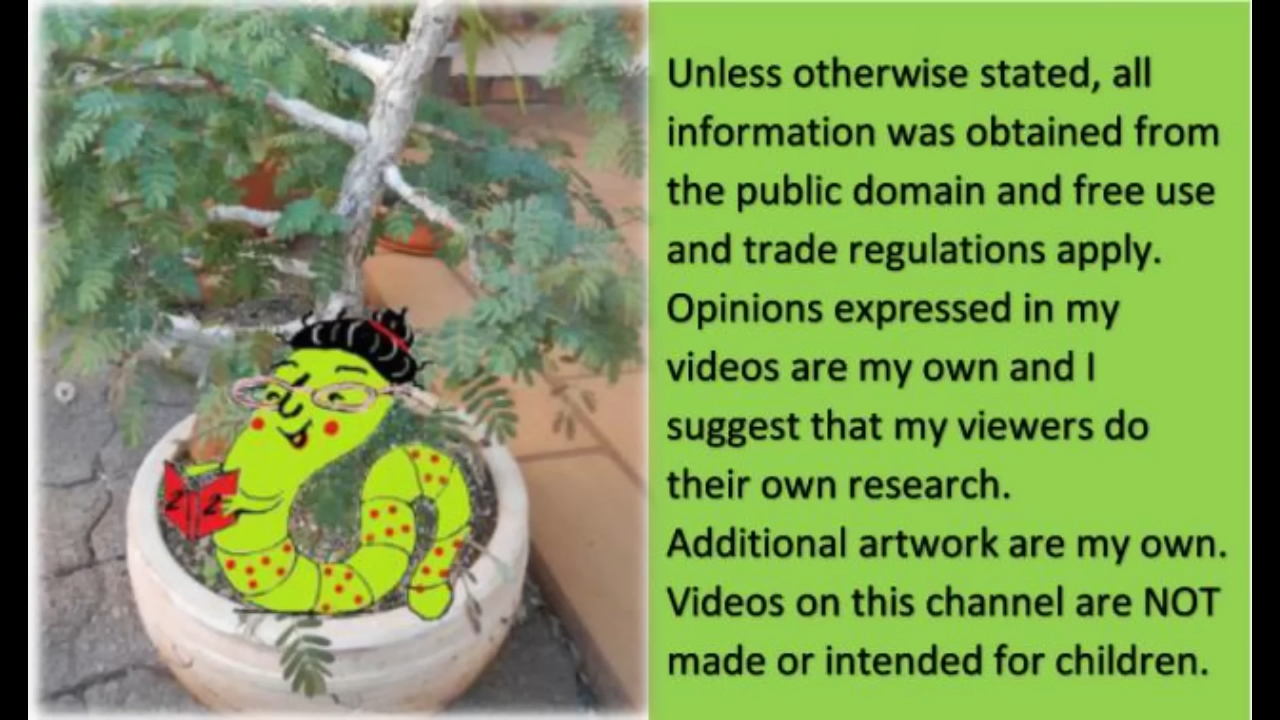 Unless otherwise stated, all
information was obtained from
the public domain and free use
and trade regulations apply.
Opinions expressed in my
videos are my own and I
suggest that my viewers do
their own research.
Additional artwork are my own.
Videos on this channel are NOT
made or intended for children.
2 2